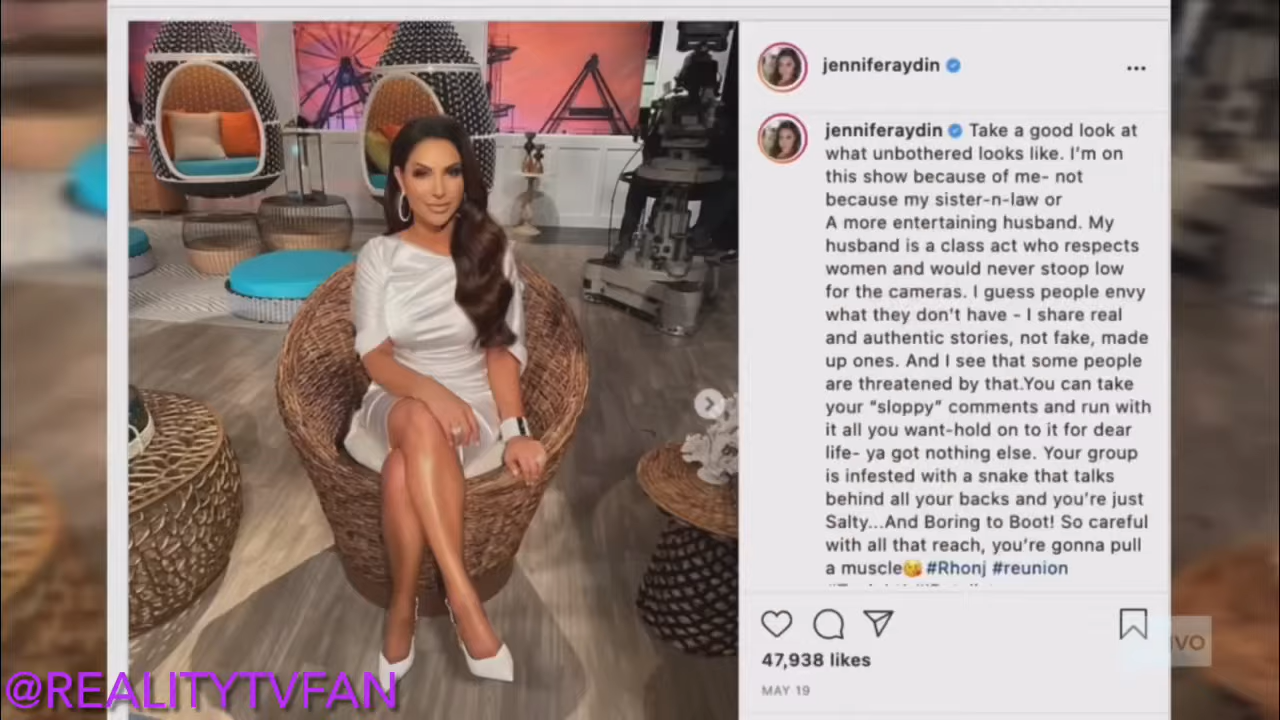 jenniferaydin
jenniferaydin Take a good look at
what unbothered looks like. I'm on
this show because of me- not
because my sister-n-law or
A more entertaining husband. My
husband is a class act who respects
women and would never stoop low
for the cameras. I guess people envy
what they don't have - I share real
and authentic stories, not fake, made
up ones. And I see that some people
are threatened by that.You can take
your “sloppy” comments and run with
it all you want-hold on to it for dear
life- ya got nothing else. Your group
is infested with a snake that talks
behind all your backs and you're just
Salty...And Boring to Boot! So careful
with all that reach, you're gonna pull
a muscle😘 #Rhonj #reunion
47,938 likes
MAY 19
@REALITYTVFAN